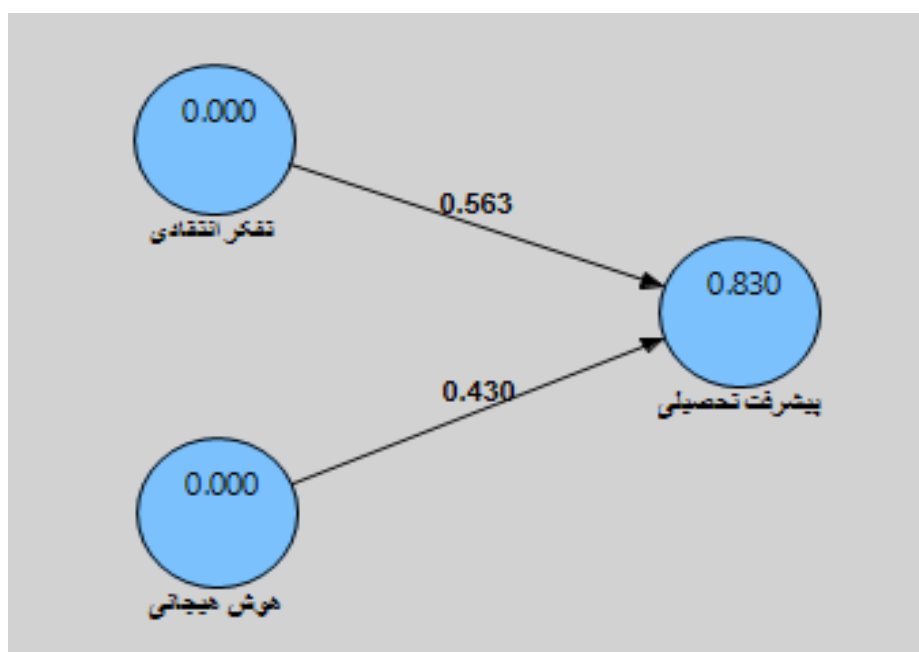 0.000
تفکر انتقادی
0.563
0.830
پیشرفت تحصیلی
0.430
0.000
هوش هیجانی